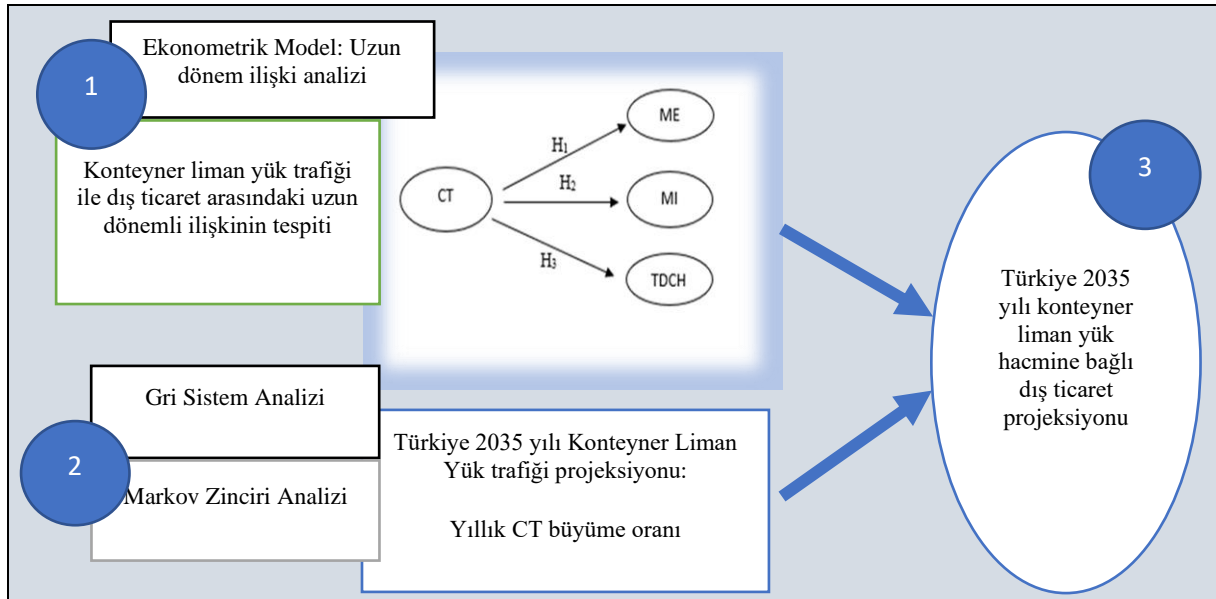 1
Ekonometrik Model: Uzun
dönem ilişki analizi
Konteyner liman yük trafiği
ile dış ticaret arasındaki uzun
dönemli ilişkinin tespiti
CT
H₁
H₂
H₃
ME
MI
TDCH
2
Gri Sistem Analizi
Markov Zinciri Analizi
Türkiye 2035 yılı Konteyner Liman
Yük trafiği projeksiyonu:
Yıllık CT büyüme oranı
3
Türkiye 2035
yılı konteyner
liman yük
hacmine bağlı
dış ticaret
projeksiyonu